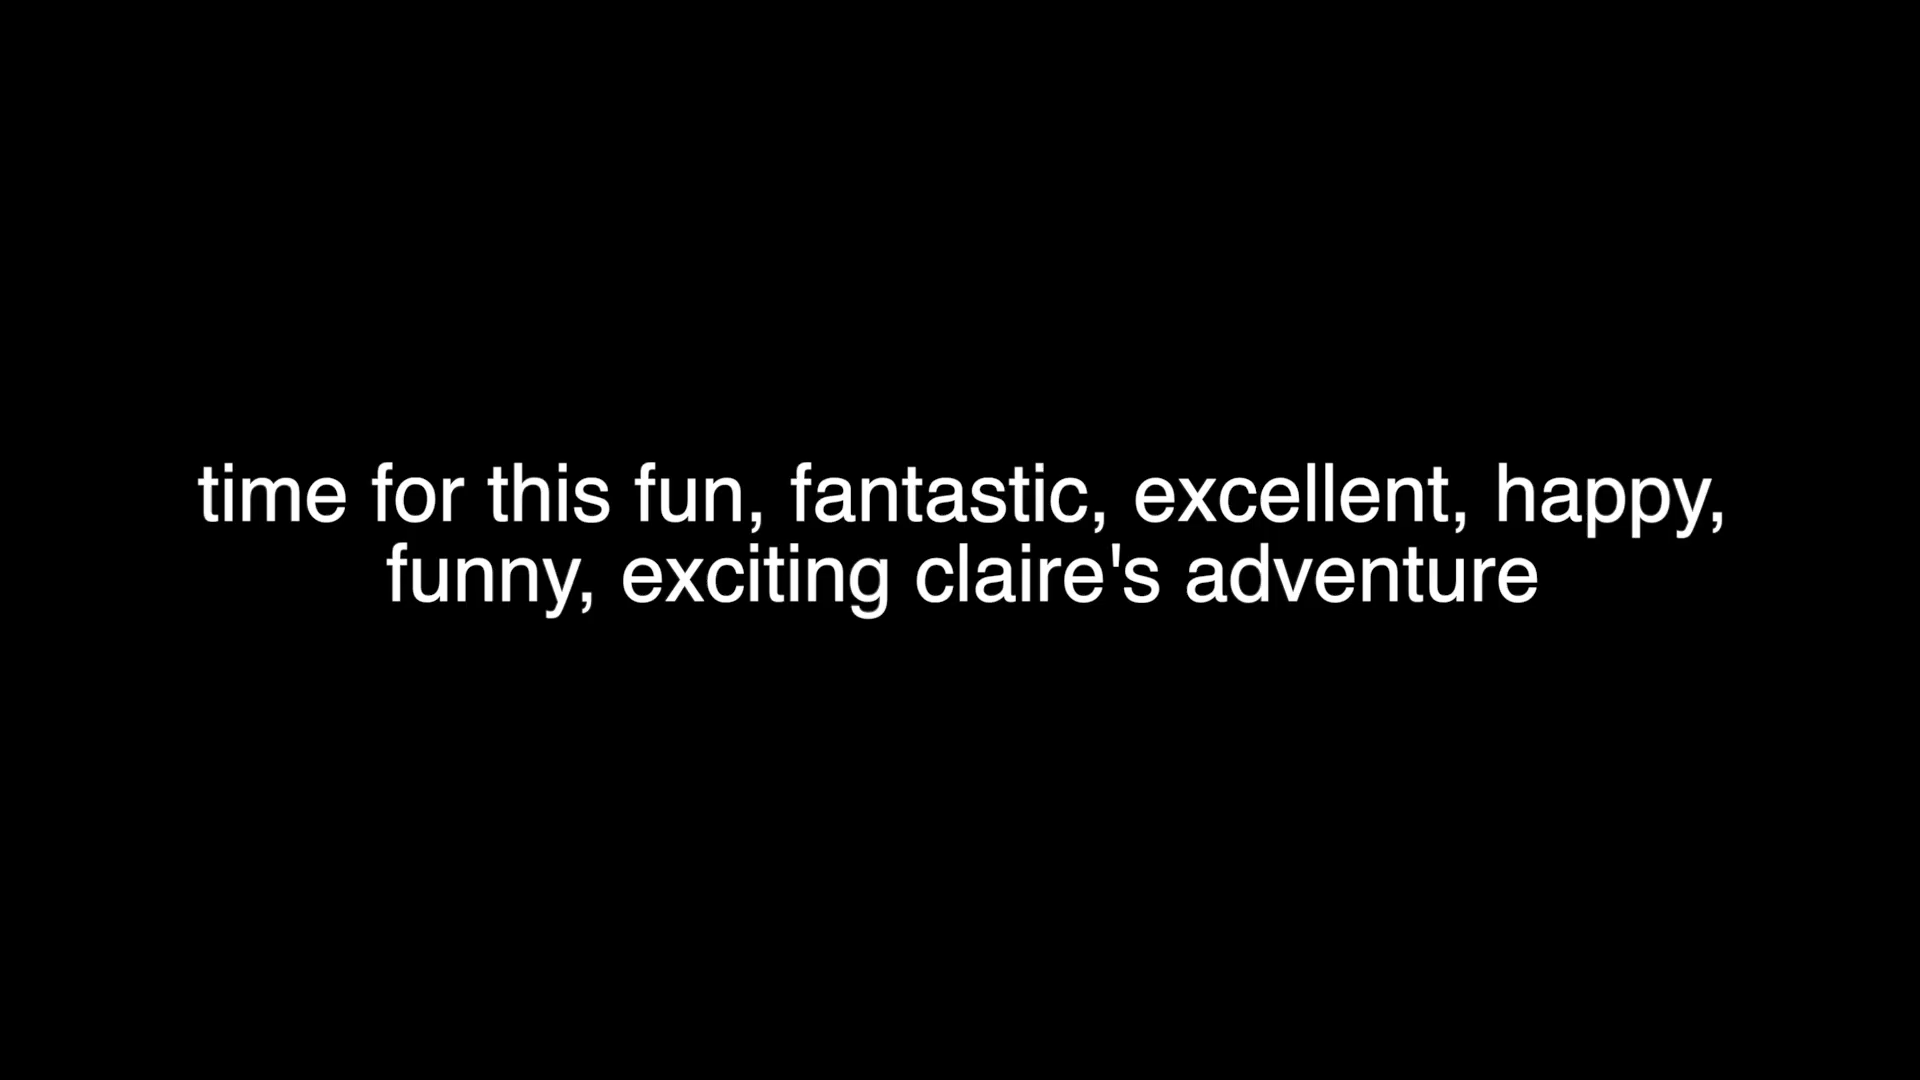 time for this fun, fantastic, excellent, happy,
funny, exciting claire's adventure